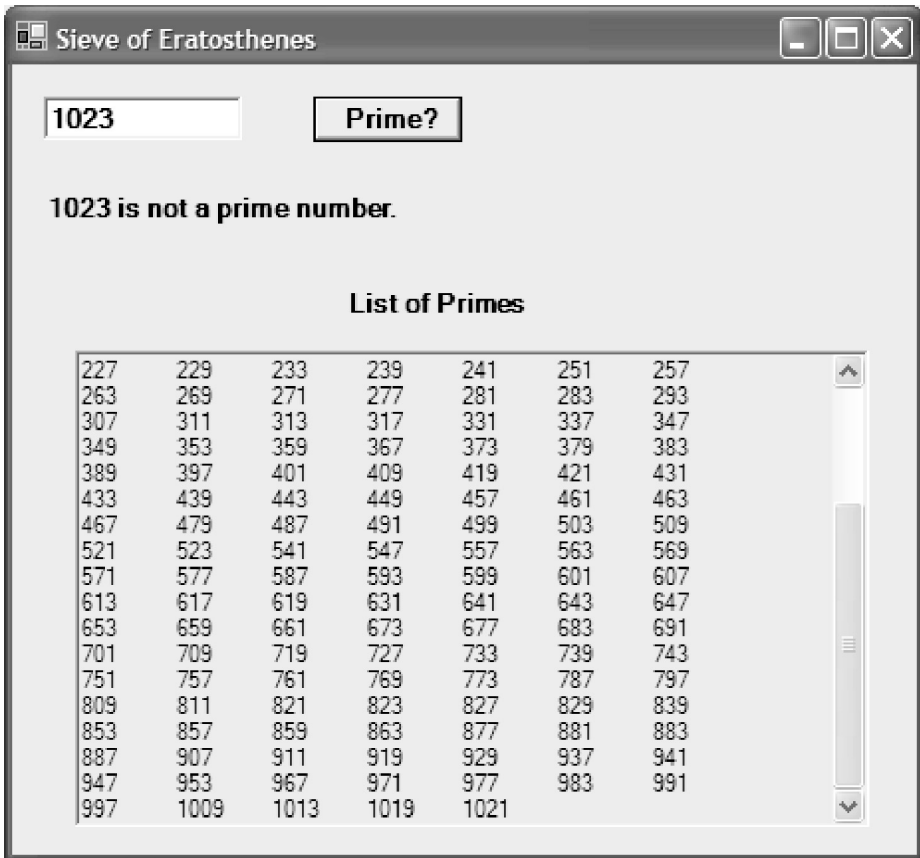 Sieve of Eratosthenes
1023 Prime?
1023 is not a prime number.
List of Primes
227 229 233 239 241 251 257
263 269 271 277 281 283 293
307 311 313 317 331 337 347
349 353 359 367 373 379 383
389 397 401 409 419 421 431
433 439 443 449 457 461 463
467 479 487 491 499 503 509
521 523 541 547 557 563 569
571 577 587 593 599 601 607
613 617 619 631 641 643 647
653 659 661 673 677 683 691
701 709 719 727 733 739 743
751 757 761 769 773 787 797
809 811 821 823 827 829 839
853 857 859 863 877 881 883
887 907 911 919 929 937 941
947 953 967 971 977 983 991
997 1009 1013 1019 1021